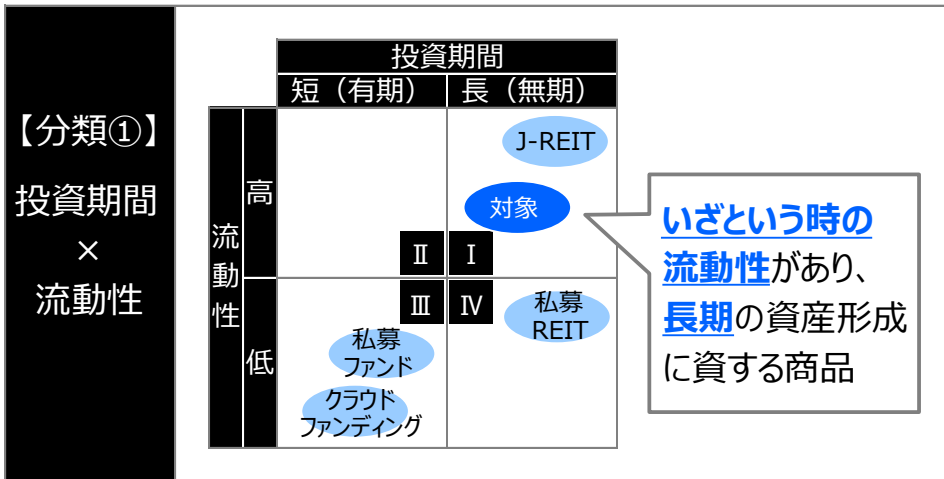 【分類①】
投資期間
×
流動性
投資期間
短（有期）
長（無期）
流動性
高
低
J-REIT
対象
Ⅱ
Ⅰ
Ⅲ
Ⅳ
私募
REIT
私募
ファンド
クラウド
ファンディング
いざという時の
流動性があり、
長期の資産形成
に資する商品